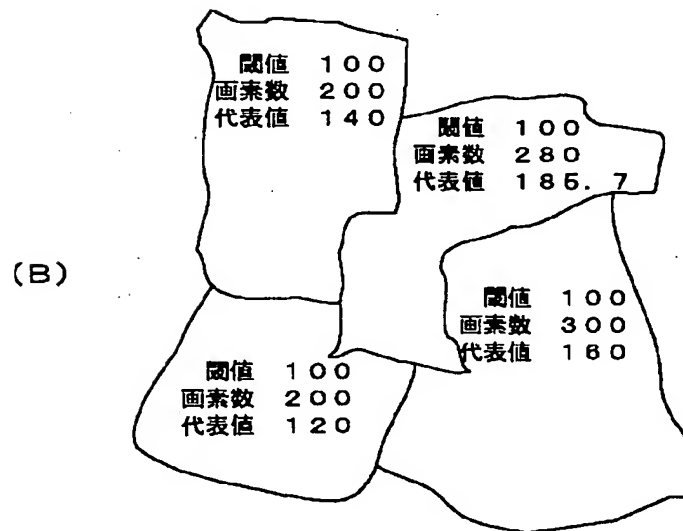 閾値 100
画素数 200
代表値 140
閾値 100
画素数 280
代表値 185.7
(B)
閾値 100
画素数 300
代表値 160
閾値 100
画素数 200
代表値 120